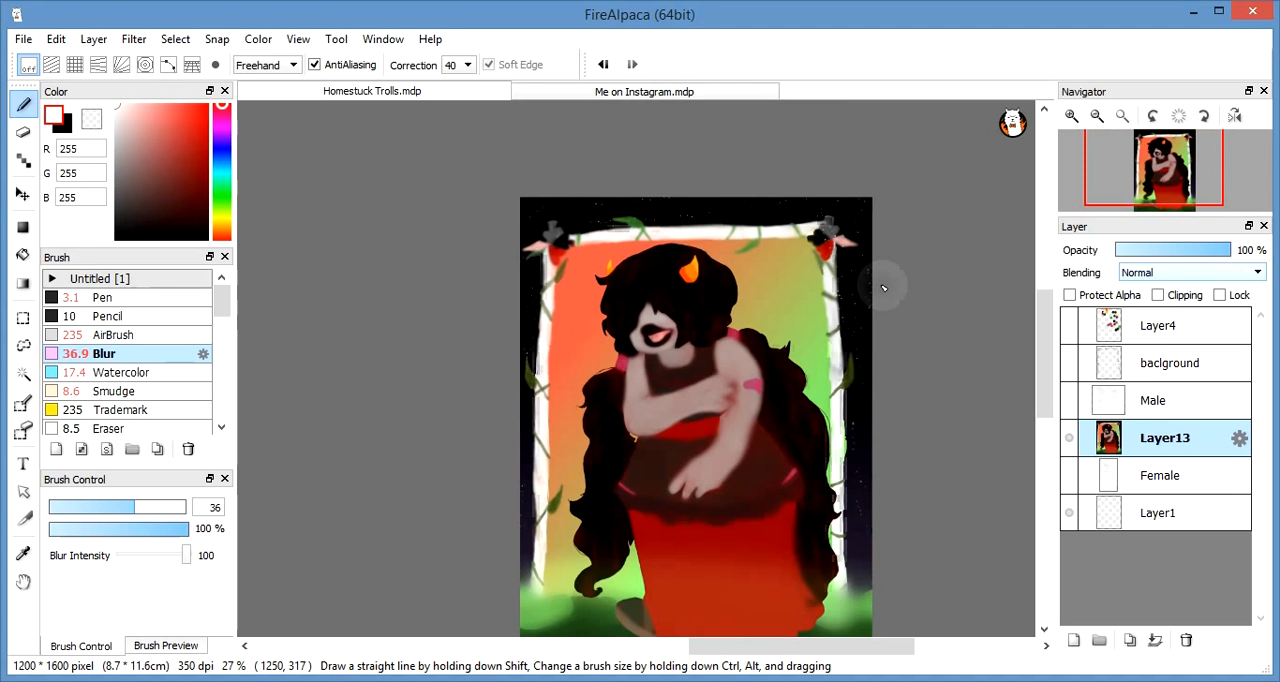 FireAlpaca (64bit)
File Edit Layer Filter Select Snap Color View Tool Window Help
off Freehand AntiAliasing Correction 40 Soft Edge
Color
Homestuck Trolls.mdp
Me on Instagram.mdp
Navigator
R 255
G 255
B 255
Layer
Opacity 100 %
Blending Normal
Protect Alpha Clipping Lock
Brush
Untitled [1]
3.1 Pen
10 Pencil
235 AirBrush
36.9 Blur
17.4 Watercolor
8.6 Smudge
235 Trademark
8.5 Eraser
Layer4
baclground
Male
Layer13
Female
Layer1
Brush Control
36
100 %
Blur Intensity 100
Brush Control Brush Preview
1200 * 1600 pixel (8.7 * 11.6cm) 350 dpi 27 % ( 1250, 317 ) Draw a straight line by holding down Shift, Change a brush size by holding down Ctrl, Alt, and dragging